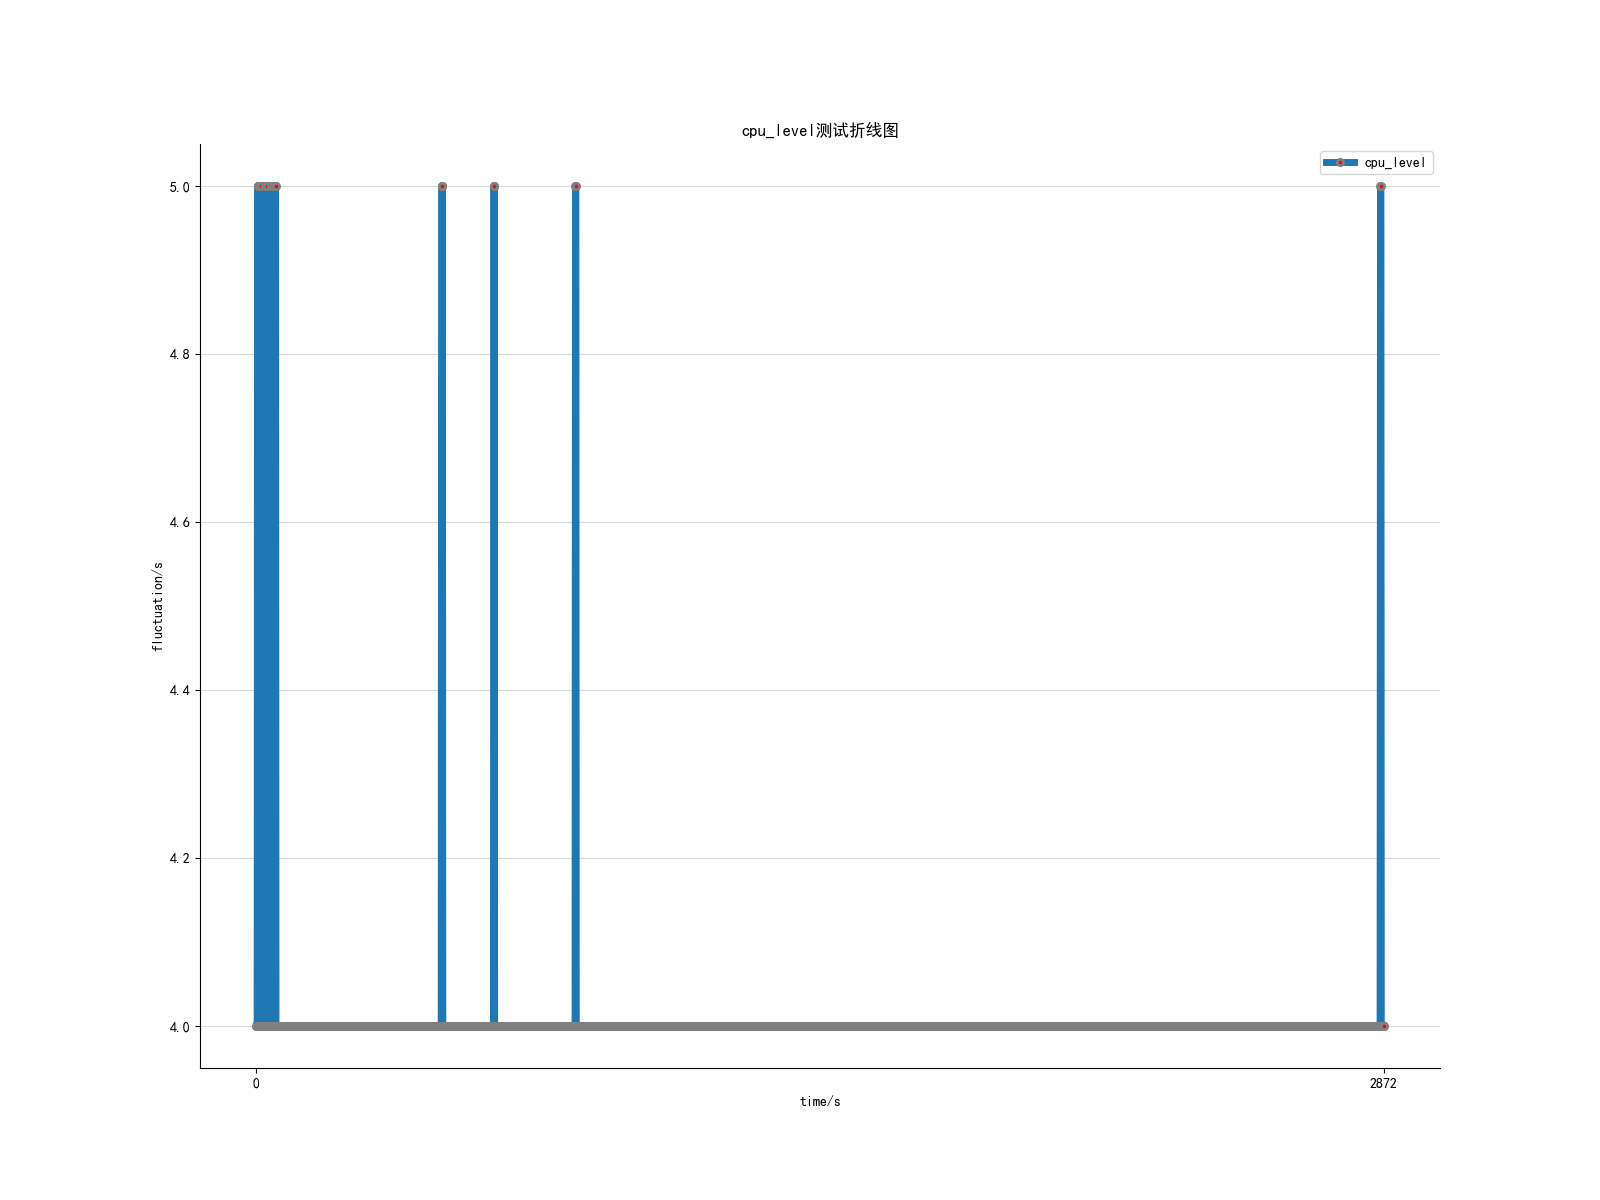 cpu_level测试折线图
cpu_level
5.0
4.8
4.6
4.4
4.2
4.0
fluctuation/s
0
2872
time/s